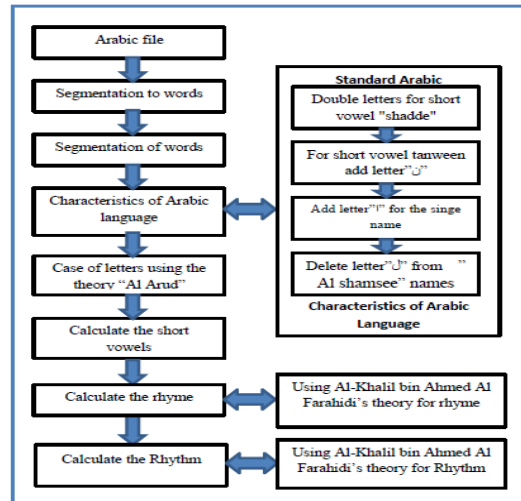 Arabic file
Segmentation to words
Segmentation of words
Characteristics of Arabic
language
Case of letters using the
theory “Al Arud”
Calculate the short
vowels
Calculate the rhyme
Calculate the Rhythm
Standard Arabic
Double letters for short
vowel "shadde"
For short vowel tanween
add letter”ن”
Add letter”ا” for the singe
name
Delete letter”ل” from ”
Al shamsee” names
Characteristics of Arabic
Language
Using Al-Khalil bin Ahmed Al
Farahidi’s theory for rhyme
Using Al-Khalil bin Ahmed Al
Farahidi’s theory for Rhythm